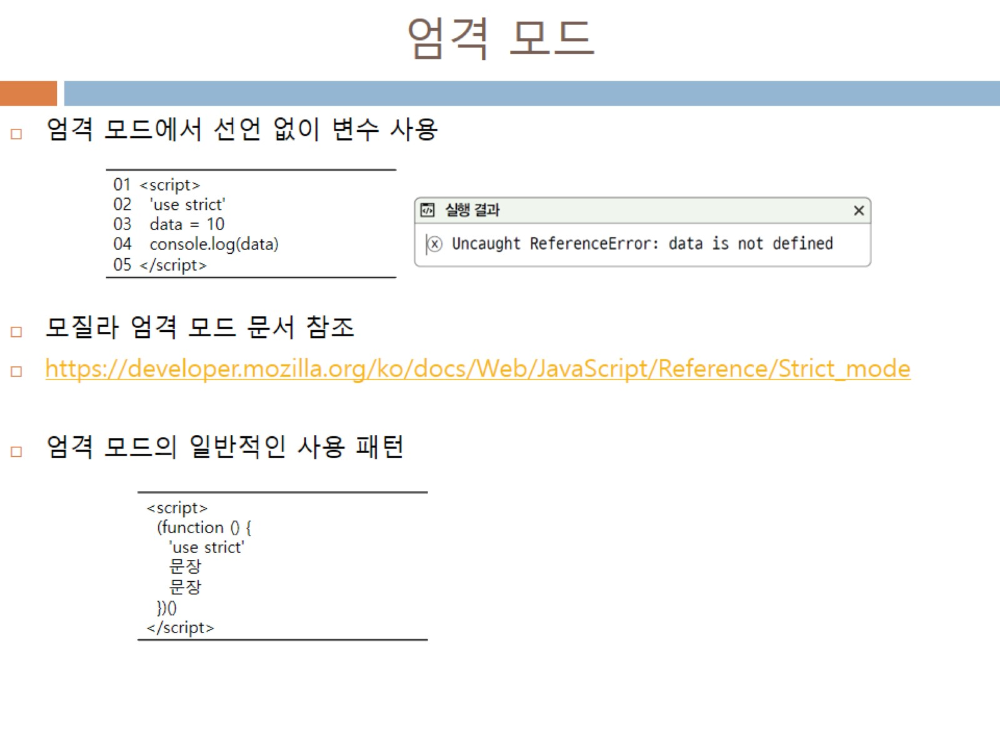 엄격 모드
엄격 모드에서 선언 없이 변수 사용
01 <script>
02 'use strict'
03 data = 10
04 console.log(data)
05 </script>
실행 결과
Uncaught ReferenceError: data is not defined
모질라 엄격 모드 문서 참조
https://developer.mozilla.org/ko/docs/Web/JavaScript/Reference/Strict_mode
엄격 모드의 일반적인 사용 패턴
<script>
(function () {
'use strict'
문장
문장
})()
</script>